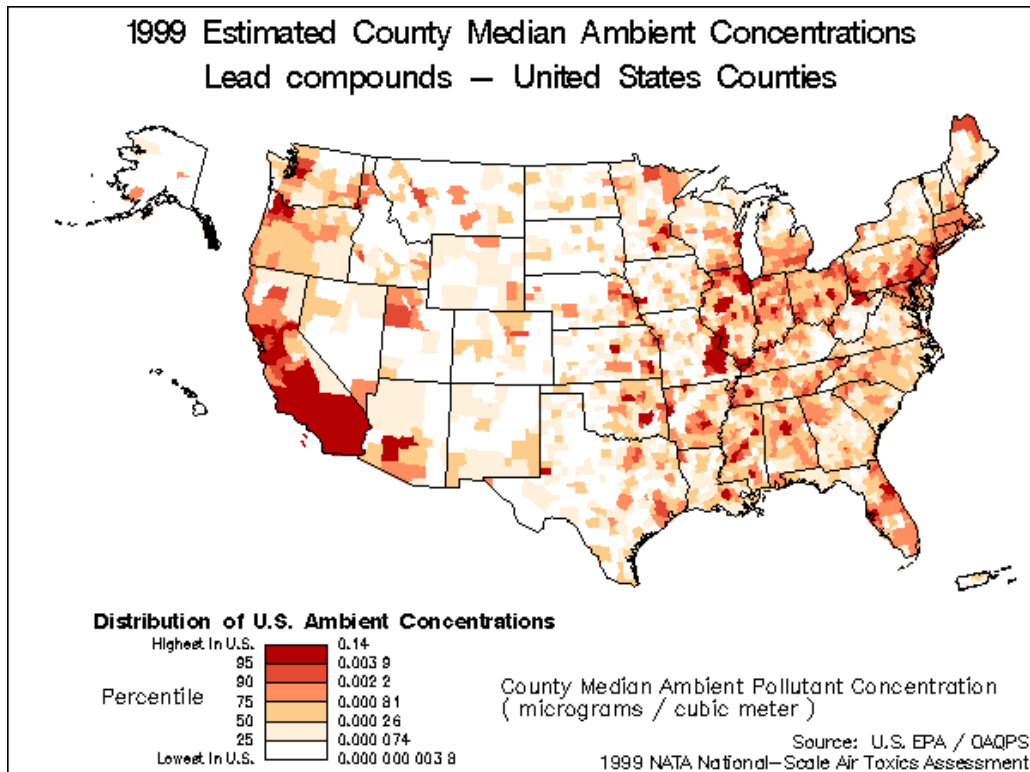 1999 Estimated County Median Ambient Concentrations
Lead compounds — United States Counties
Distribution of U.S. Ambient Concentrations
Highest In U.S. 0.14
95 0.003 9
90 0.002 2
Percentile
75 0.000 81
50 0.000 26
25 0.000 074
Lowest In U.S. 0.000 000 003 8
County Median Ambient Pollutant Concentration
( micrograms / cubic meter )
Source: U.S. EPA / OAQPS
1999 NATA National–Scale Air Toxics Assessment